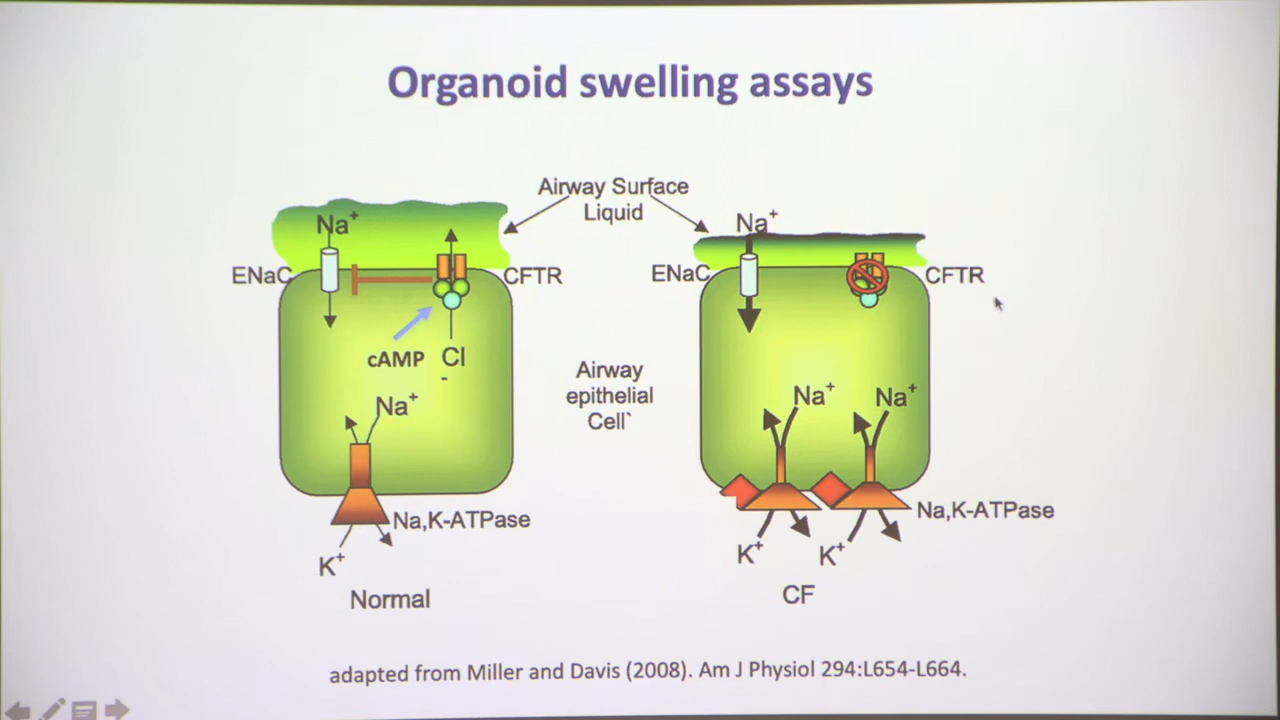 Organoid swelling assays
Airway Surface
Liquid
Na+
Na+
ENaC
CFTR
ENaC
CFTR
cAMP
Cl
-
Airway
epithelial
Cell`
Na+
Na+
Na+
Na,K-ATPase
Na,K-ATPase
K+
K+
K+
Normal
CF
adapted from Miller and Davis (2008). Am J Physiol 294:L654-L664.